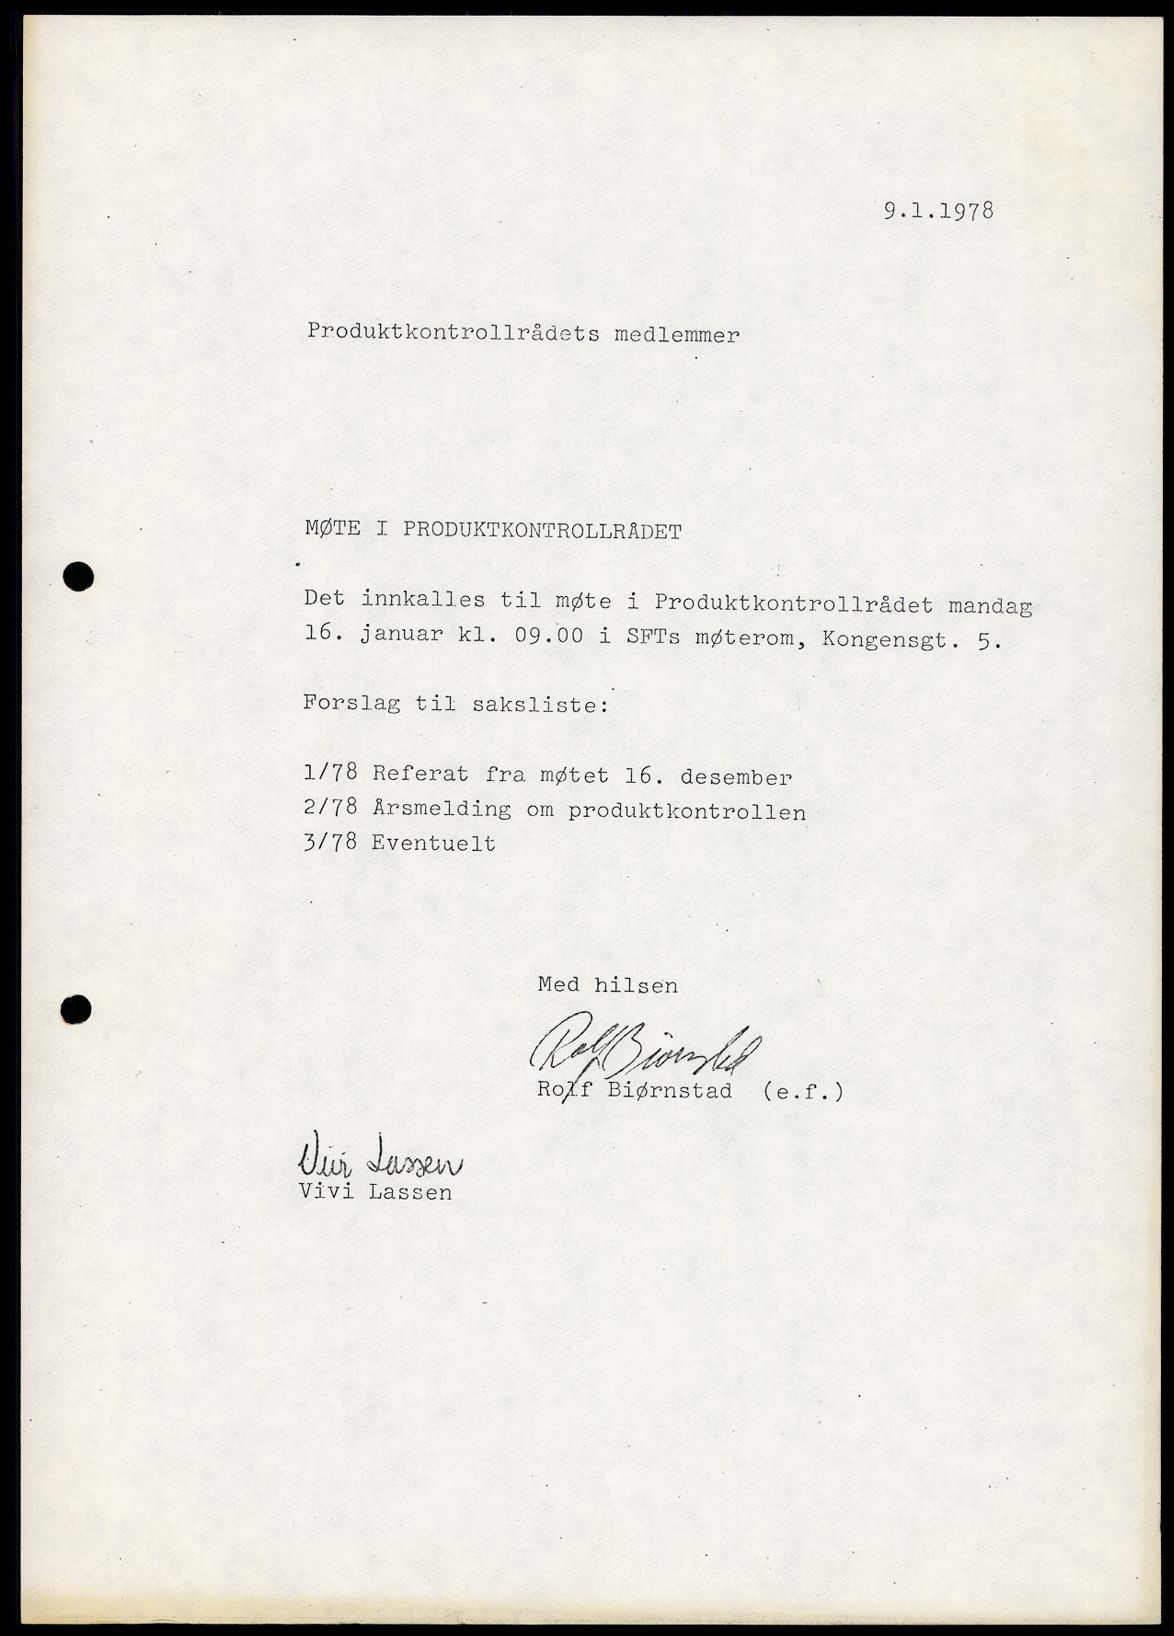 9.1.1978
Produktkontrollrådets medlemmer
MØTE I PRODUKTKONTROLLRÅDET
Det innkalles til møte i Produktkontrollrådet mandag
16. januar kl. 09.00 i SFTs møterom, Kongensgt. 5.
Forslag til saksliste:
1/78 Referat fra møtet 16. desember
2/78 Årsmelding om produktkontrollen
3/78 Eventuelt
Med hilsen
Rolf Biørnstad
Rolf Biørnstad (e.f.)
Vivi Lassen
Vivi Lassen